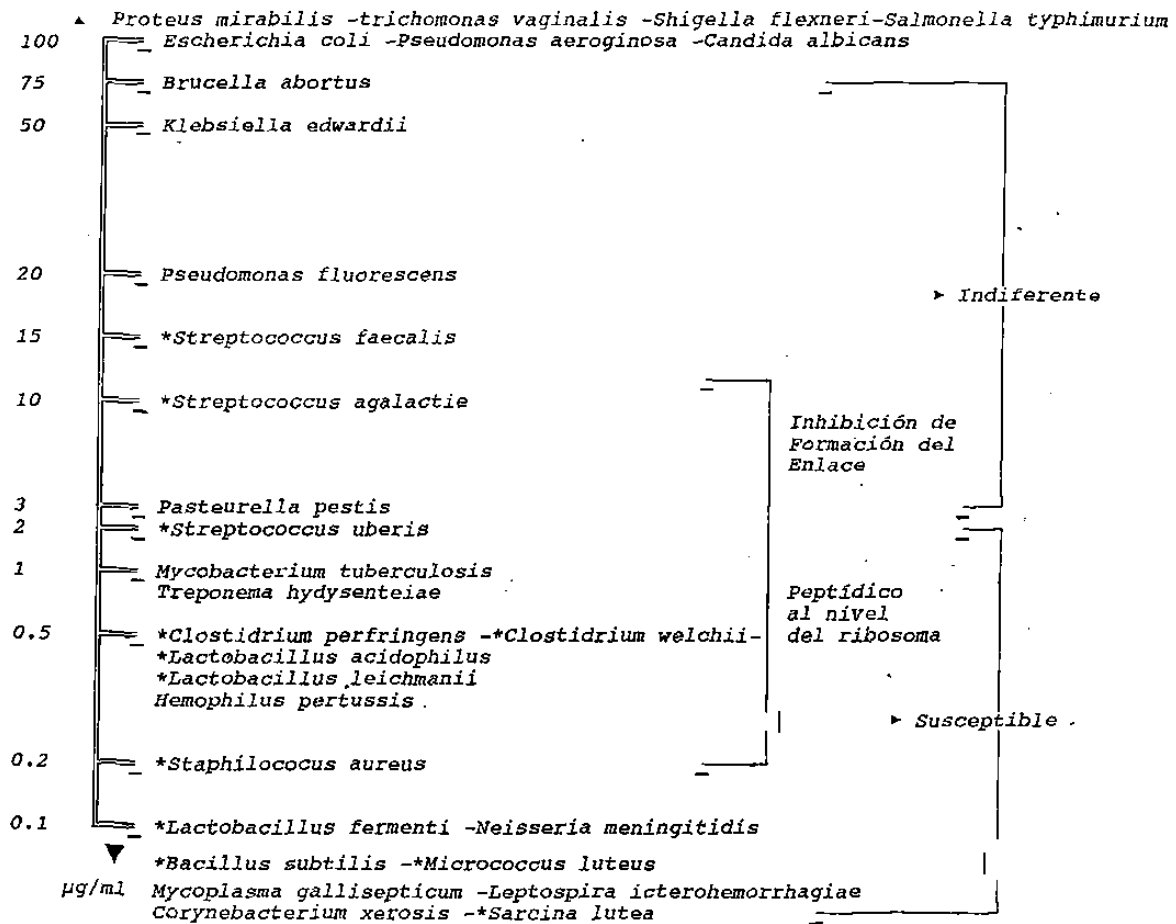 ▲ Proteus mirabilis -trichomonas vaginalis -Shigella flexneri-Salmonella typhimurium
100 Escherichia coli -Pseudomonas aeroginosa -Candida albicans
75 Brucella abortus
50 Klebsiella edwardii
20 Pseudomonas fluorescens
► Indiferente
15 *Streptococcus faecalis
10 *Streptococcus agalactie
Inhibición de
Formación del
Enlace
3 Pasteurella pestis
2 *Streptococcus uberis
1 Mycobacterium tuberculosis
Treponema hydysenteiae
Peptídico
al nivel
del ribosoma
0.5 *Clostidrium perfringens -*Clostidrium welchii-
*Lactobacillus acidophilus
*Lactobacillus leichmanii
Hemophilus pertussis
► Susceptible
0.2 *Staphilococus aureus
0.1 *Lactobacillus fermenti -Neisseria meningitidis
▼ *Bacillus subtilis -*Micrococcus luteus
µg/ml Mycoplasma gallisepticum -Leptospira icterohemorrhagiae
Corynebacterium xerosis -*Sarcina lutea